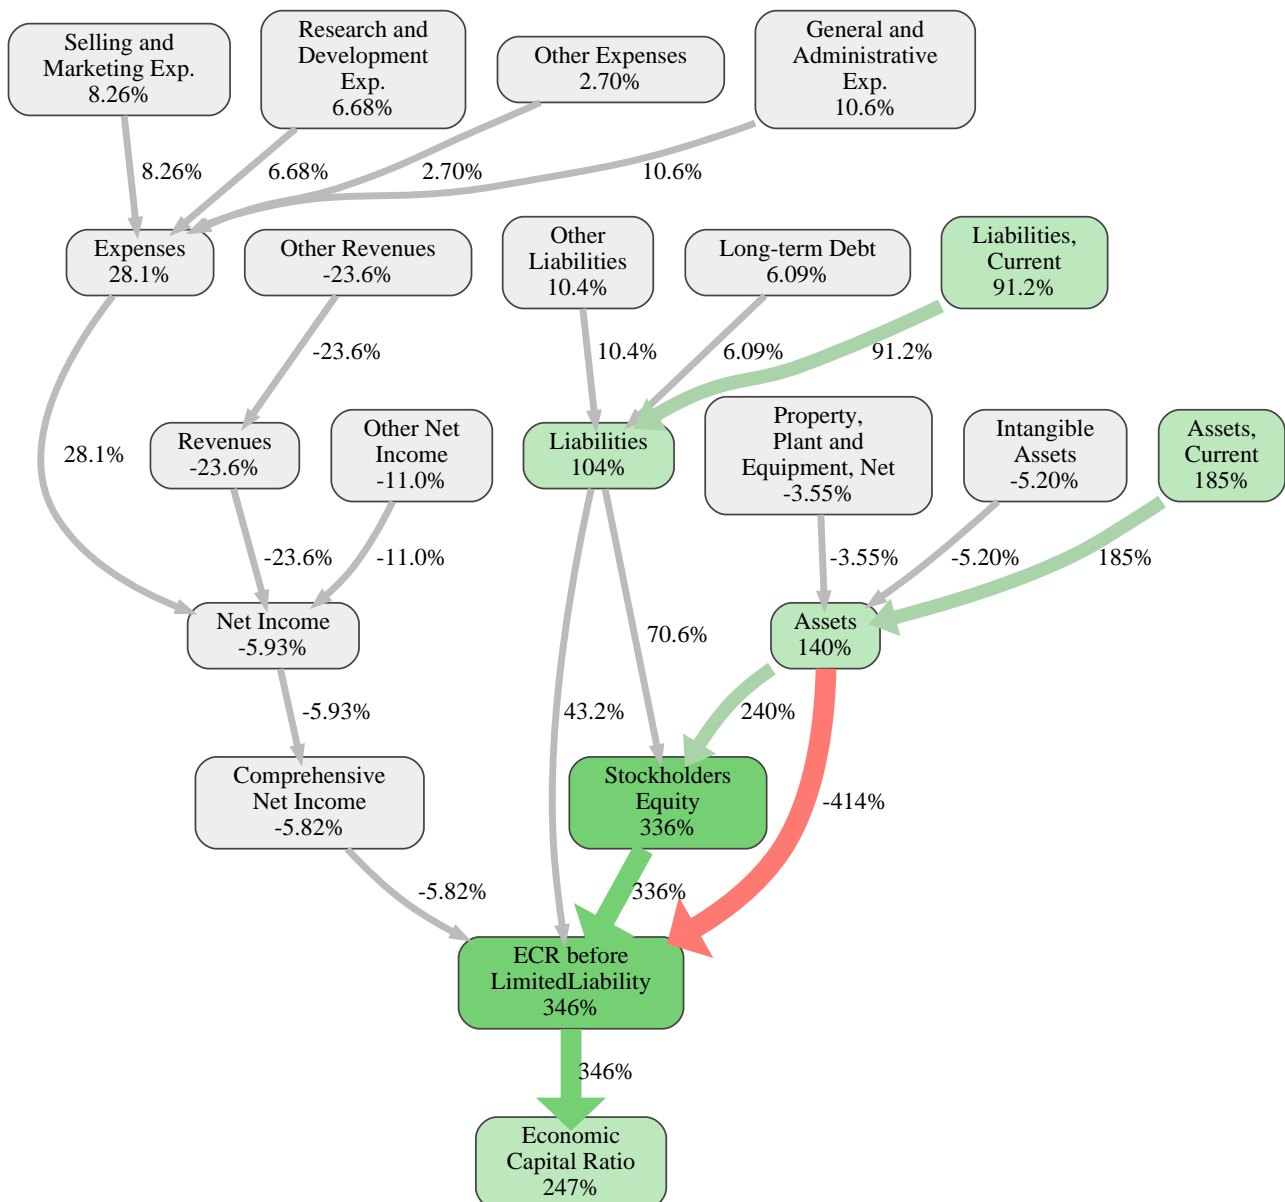 Selling and
Marketing Exp.
8.26%
Research and
Development
Exp.
6.68%
Other Expenses
2.70%
General and
Administrative
Exp.
10.6%
8.26%
6.68%
2.70%
10.6%
Expenses
28.1%
Other Revenues
-23.6%
Other
Liabilities
10.4%
Long-term Debt
6.09%
Liabilities,
Current
91.2%
-23.6%
10.4%
6.09%
91.2%
28.1%
Revenues
-23.6%
Other Net
Income
-11.0%
Liabilities
104%
Property,
Plant and
Equipment, Net
-3.55%
Intangible
Assets
-5.20%
Assets,
Current
185%
-23.6%
-11.0%
-3.55%
-5.20%
185%
Net Income
-5.93%
70.6%
Assets
140%
-5.93%
43.2%
240%
-414%
Comprehensive
Net Income
-5.82%
Stockholders
Equity
336%
-5.82%
336%
ECR before
LimitedLiability
346%
346%
Economic
Capital Ratio
247%